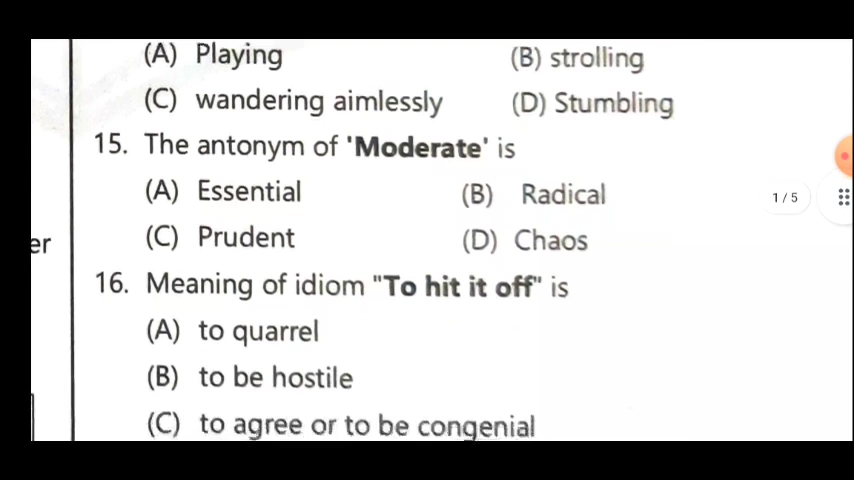 (A) Playing (B) strolling
(C) wandering aimlessly (D) Stumbling
15. The antonym of 'Moderate' is
(A) Essential (B) Radical
1 / 5
er (C) Prudent (D) Chaos
16. Meaning of idiom "To hit it off" is
(A) to quarrel
(B) to be hostile
(C) to agree or to be congenial